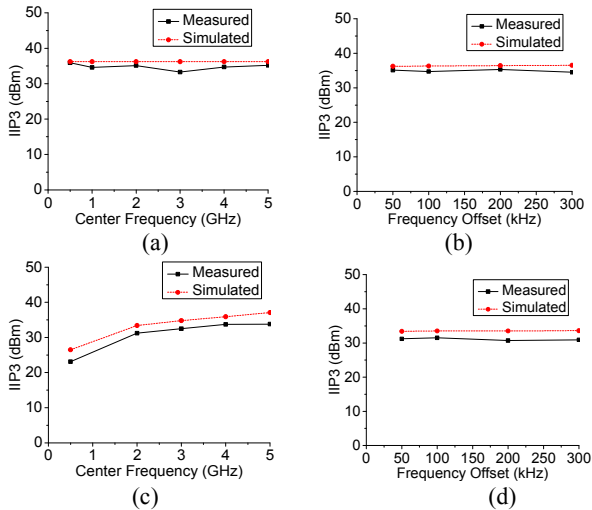 Measured
Simulated
50
40
30
20
10
0
IIP3 (dBm)
0 1 2 3 4 5
Center Frequency (GHz)
(a)
Measured
Simulated
50
40
30
20
10
0
IIP3 (dBm)
0 50 100 150 200 250 300
Frequency Offset (kHz)
(b)
Measured
Simulated
50
40
30
20
10
0
IIP3 (dBm)
0 1 2 3 4 5
Center Frequency (GHz)
(c)
Measured
Simulated
50
40
30
20
10
0
IIP3 (dBm)
0 50 100 150 200 250 300
Frequency Offset (kHz)
(d)